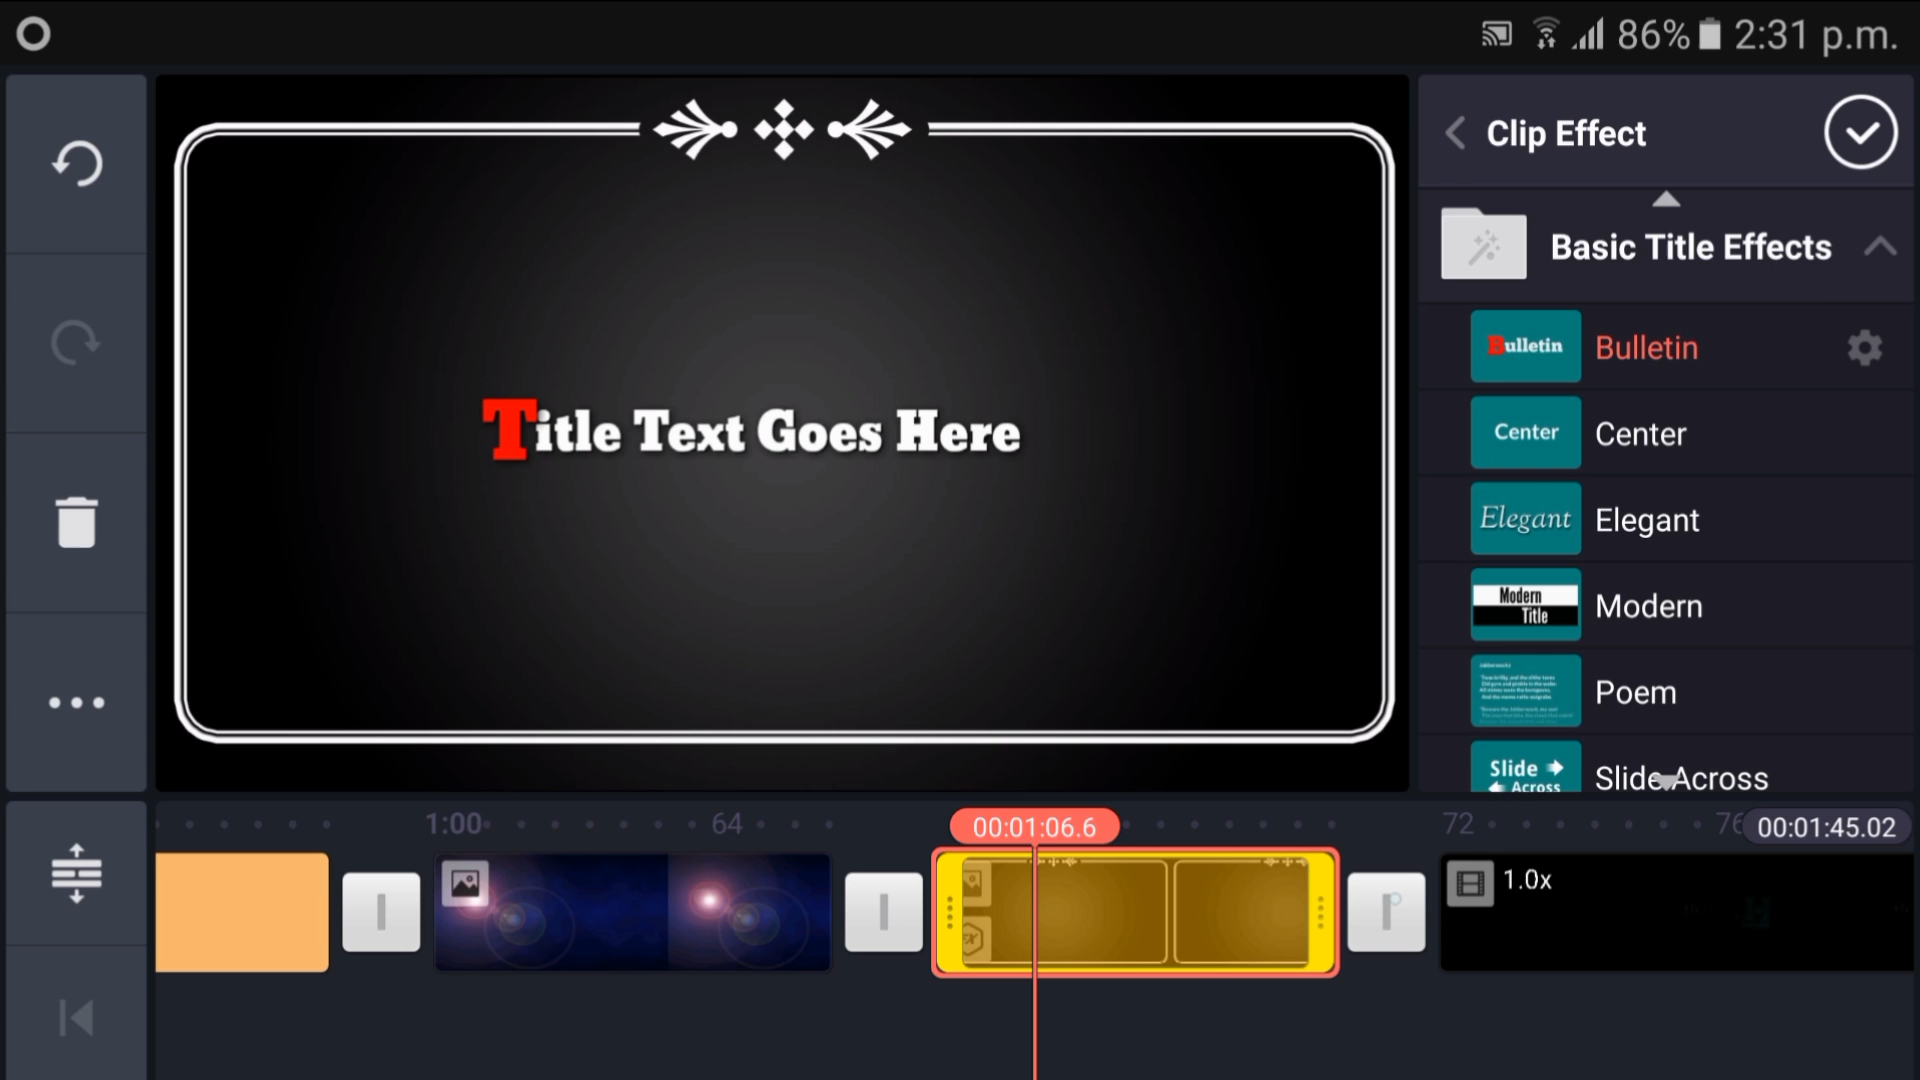 86% 2:31 p.m.
Clip Effect
Basic Title Effects
Title Text Goes Here
Bulletin Bulletin
Center Center
Elegant Elegant
Modern
Title
Modern
Poem
Slide
Across
Slide Across
1:00 64 00:01:06.6 72 76 00:01:45.02
1.0x